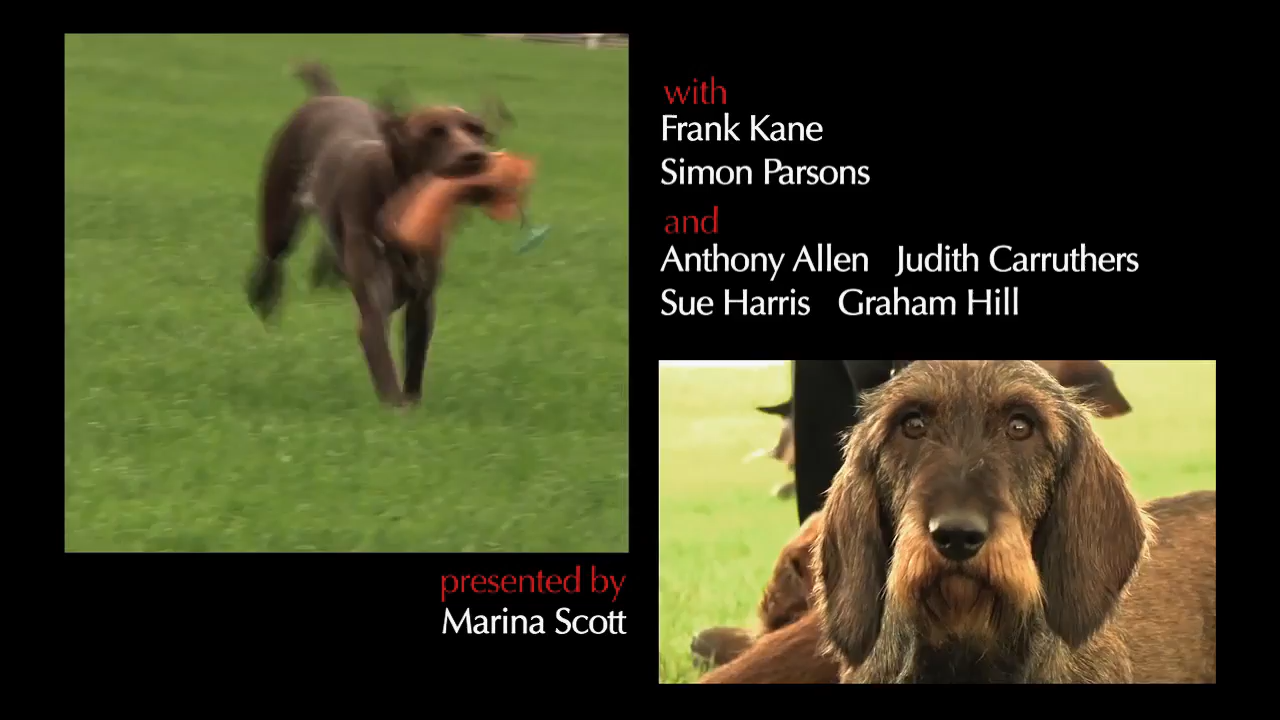 with
Frank Kane
Simon Parsons
and
Anthony Allen Judith Carruthers
Sue Harris Graham Hill
presented by
Marina Scott